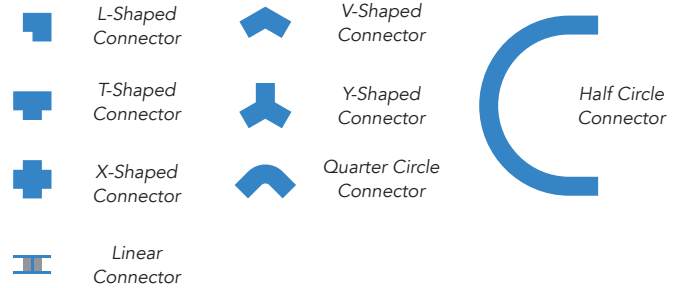 L-Shaped
Connector
T-Shaped
Connector
X-Shaped
Connector
Linear
Connector
V-Shaped
Connector
Y-Shaped
Connector
Quarter Circle
Connector
Half Circle
Connector